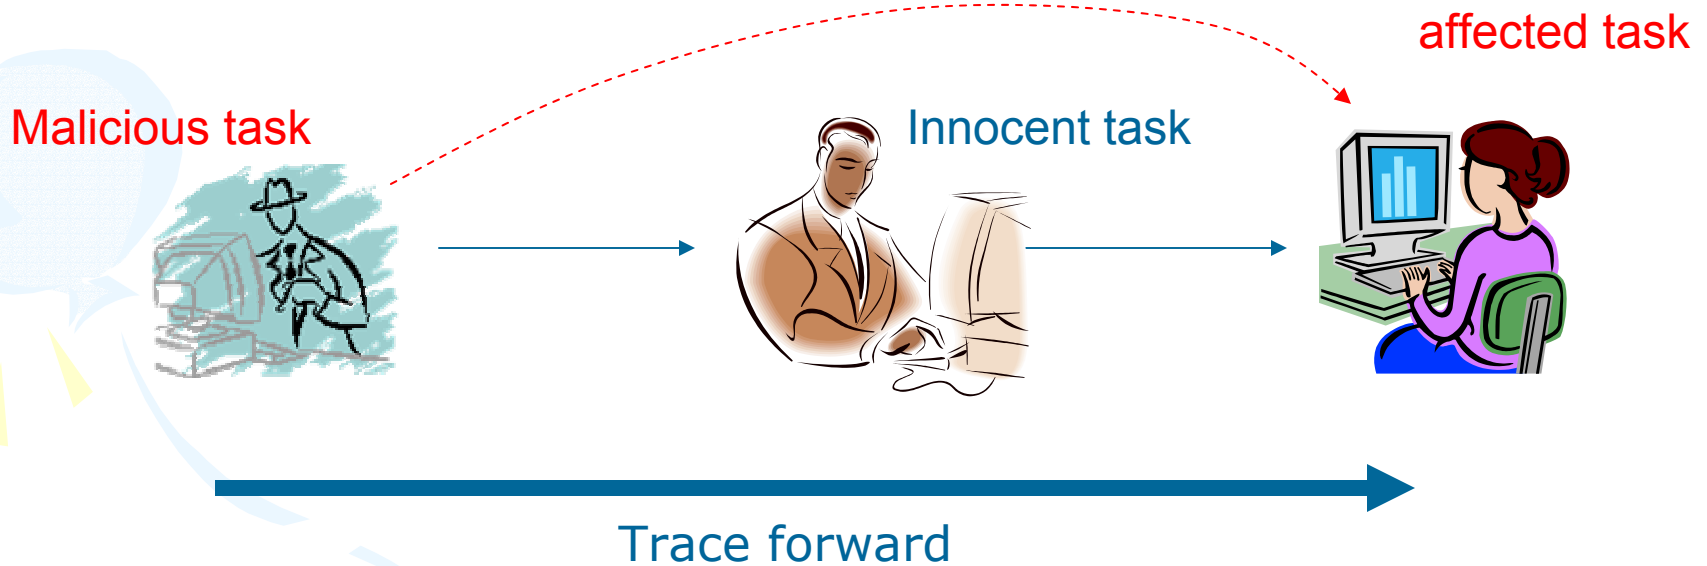 affected task
Malicious task
Innocent task
Trace forward